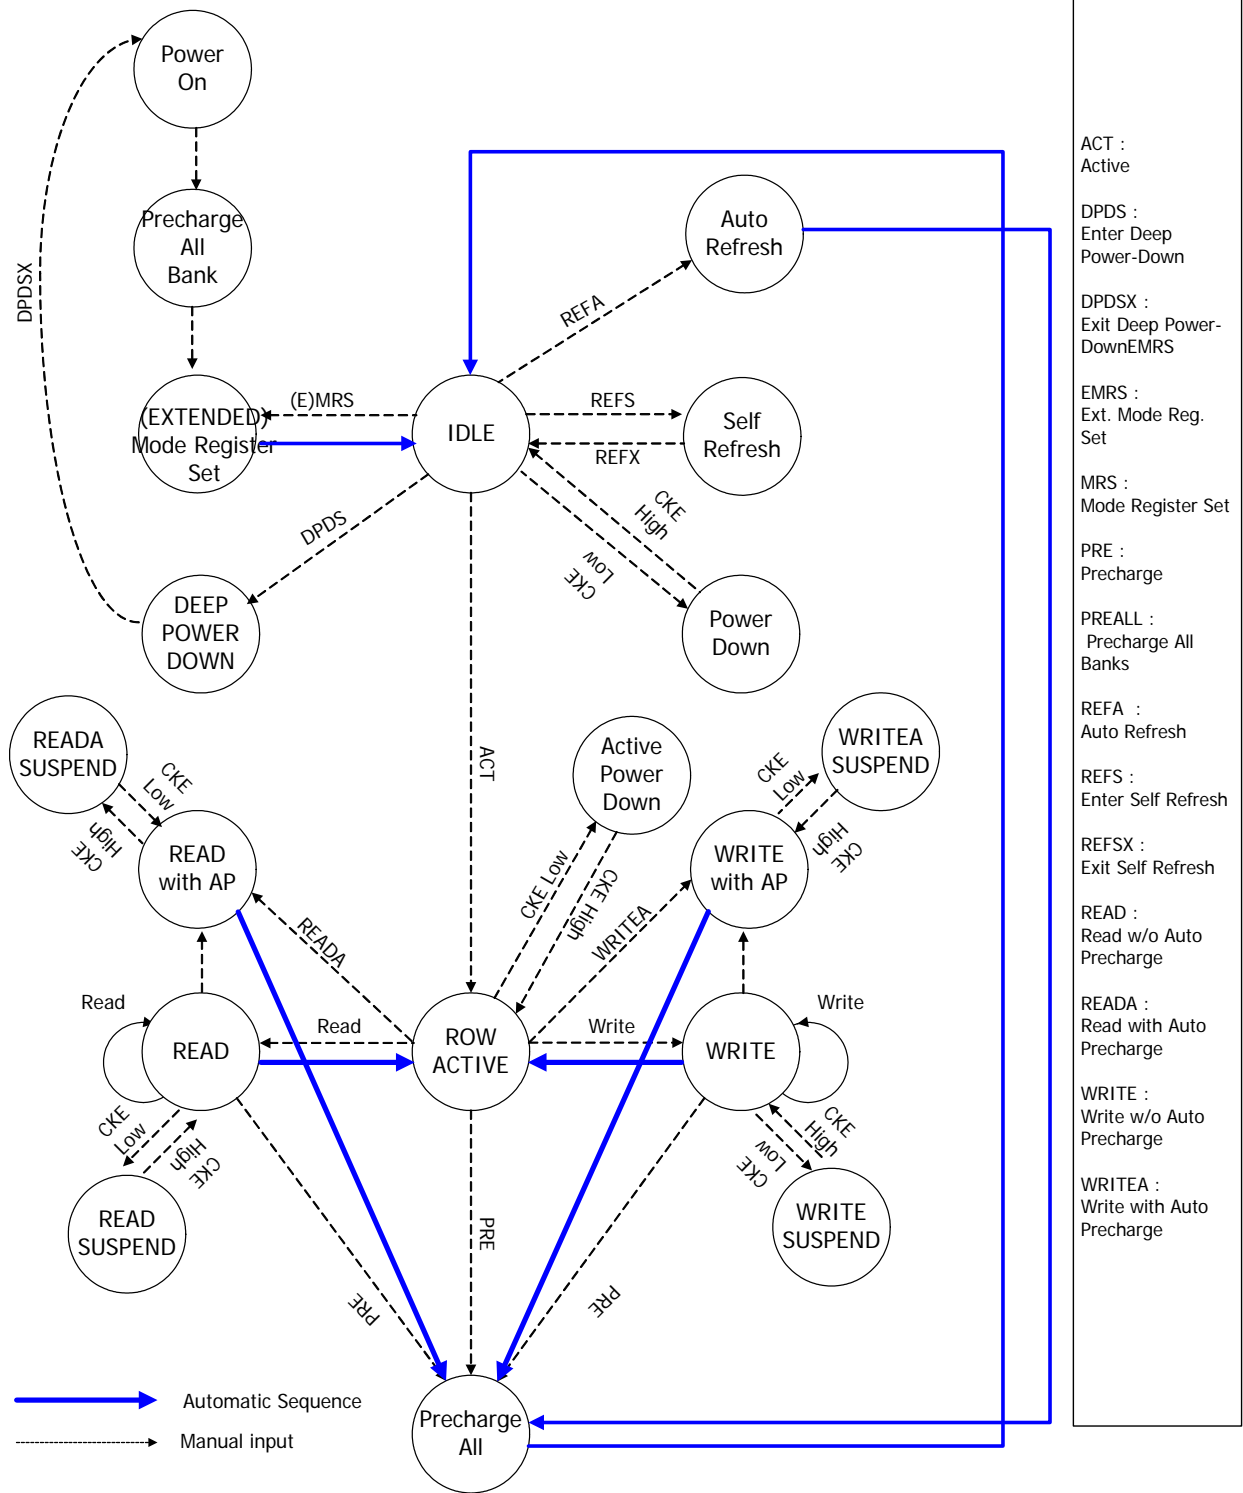 Power
On
Precharge
All
Bank
DPDSX
Auto
Refresh
REFA
(EXTENDED)
Mode Register
Set
(E)MRS
IDLE
REFS
REFX
Self
Refresh
CKE
High
CKE
Low
DPDS
DEEP
POWER
DOWN
Power
Down
READA
SUSPEND
CKE
Low
CKE
High
ACT
Active
Power
Down
WRITEA
SUSPEND
CKE
Low
CKE
High
READ
with AP
CKE Low
CKE High
WRITE
with AP
READA
WRITEA
Read
READ
Read
ROW
ACTIVE
Write
WRITE
Write
CKE
Low
CKE
High
CKE
High
CKE
Low
READ
SUSPEND
PRE
WRITE
SUSPEND
PRE
PRE
Precharge
All
Automatic Sequence
Manual input
ACT :
Active
DPDS :
Enter Deep
Power-Down
DPDSX :
Exit Deep Power-
DownEMRS
EMRS :
Ext. Mode Reg.
Set
MRS :
Mode Register Set
PRE :
Precharge
PREALL :
Precharge All
Banks
REFA :
Auto Refresh
REFS :
Enter Self Refresh
REFSX :
Exit Self Refresh
READ :
Read w/o Auto
Precharge
READA :
Read with Auto
Precharge
WRITE :
Write w/o Auto
Precharge
WRITEA :
Write with Auto
Precharge